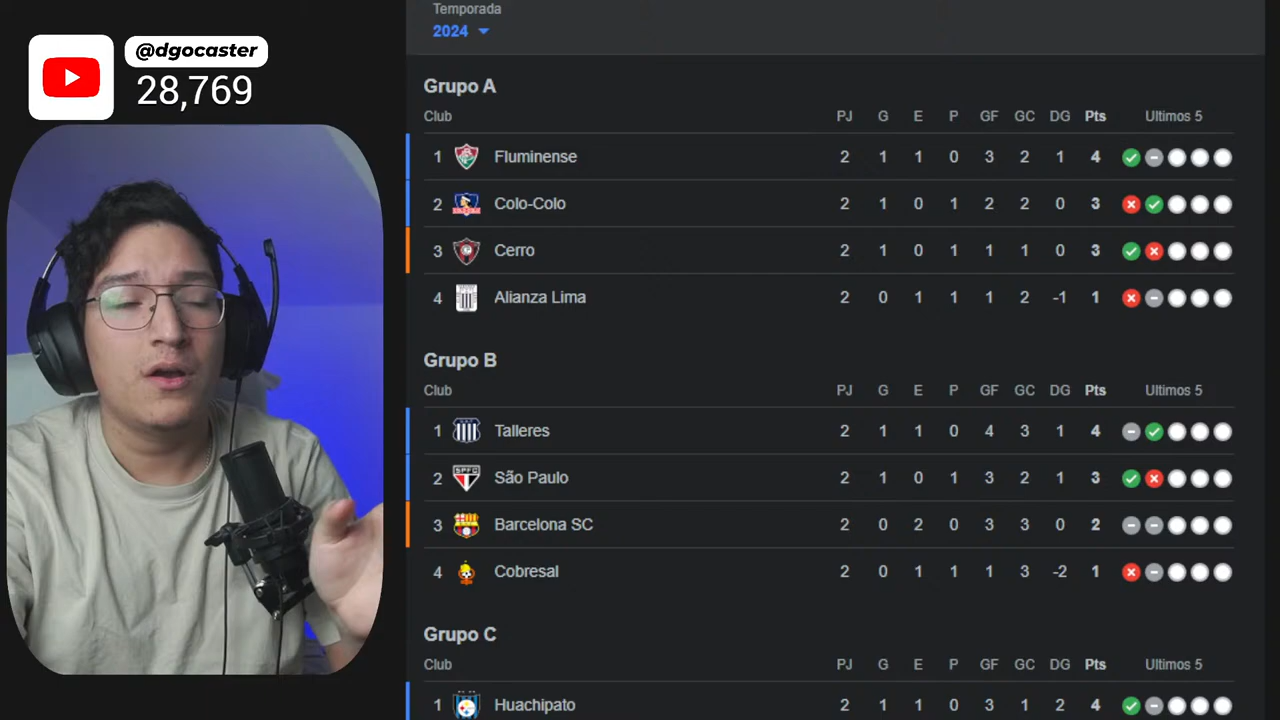 @dgocaster
28,769
Temporada
2024
Grupo A
Club PJ G E P GF GC DG Pts Ultimos 5
1 Fluminense 2 1 1 0 3 2 1 4
2 Colo-Colo 2 1 0 1 2 2 0 3
3 Cerro 2 1 0 1 1 1 0 3
4 Alianza Lima 2 0 1 1 1 2 -1 1
Grupo B
Club PJ G E P GF GC DG Pts Ultimos 5
1 Talleres 2 1 1 0 4 3 1 4
2 São Paulo 2 1 0 1 3 2 1 3
3 Barcelona SC 2 0 2 0 3 3 0 2
4 Cobresal 2 0 1 1 1 3 -2 1
Grupo C
Club PJ G E P GF GC DG Pts Ultimos 5
1 Huachipato 2 1 1 0 3 1 2 4